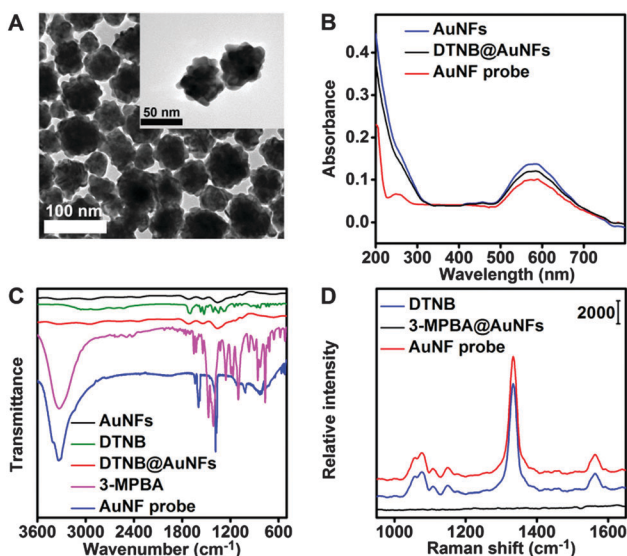 A
50 nm
100 nm
B
AuNFs
DTNB@AuNFs
AuNF probe
Absorbance
0.4
0.3
0.2
0.1
0.0
200 300 400 500 600 700
Wavelength (nm)
C
Transmittance
AuNFs
DTNB
DTNB@AuNFs
3-MPBA
AuNF probe
3600 3000 2400 1800 1200 600
Wavenumber (cm⁻¹)
D
DTNB
3-MPBA@AuNFs
AuNF probe
2000
Relative intensity
1000 1200 1400 1600
Raman shift (cm⁻¹)